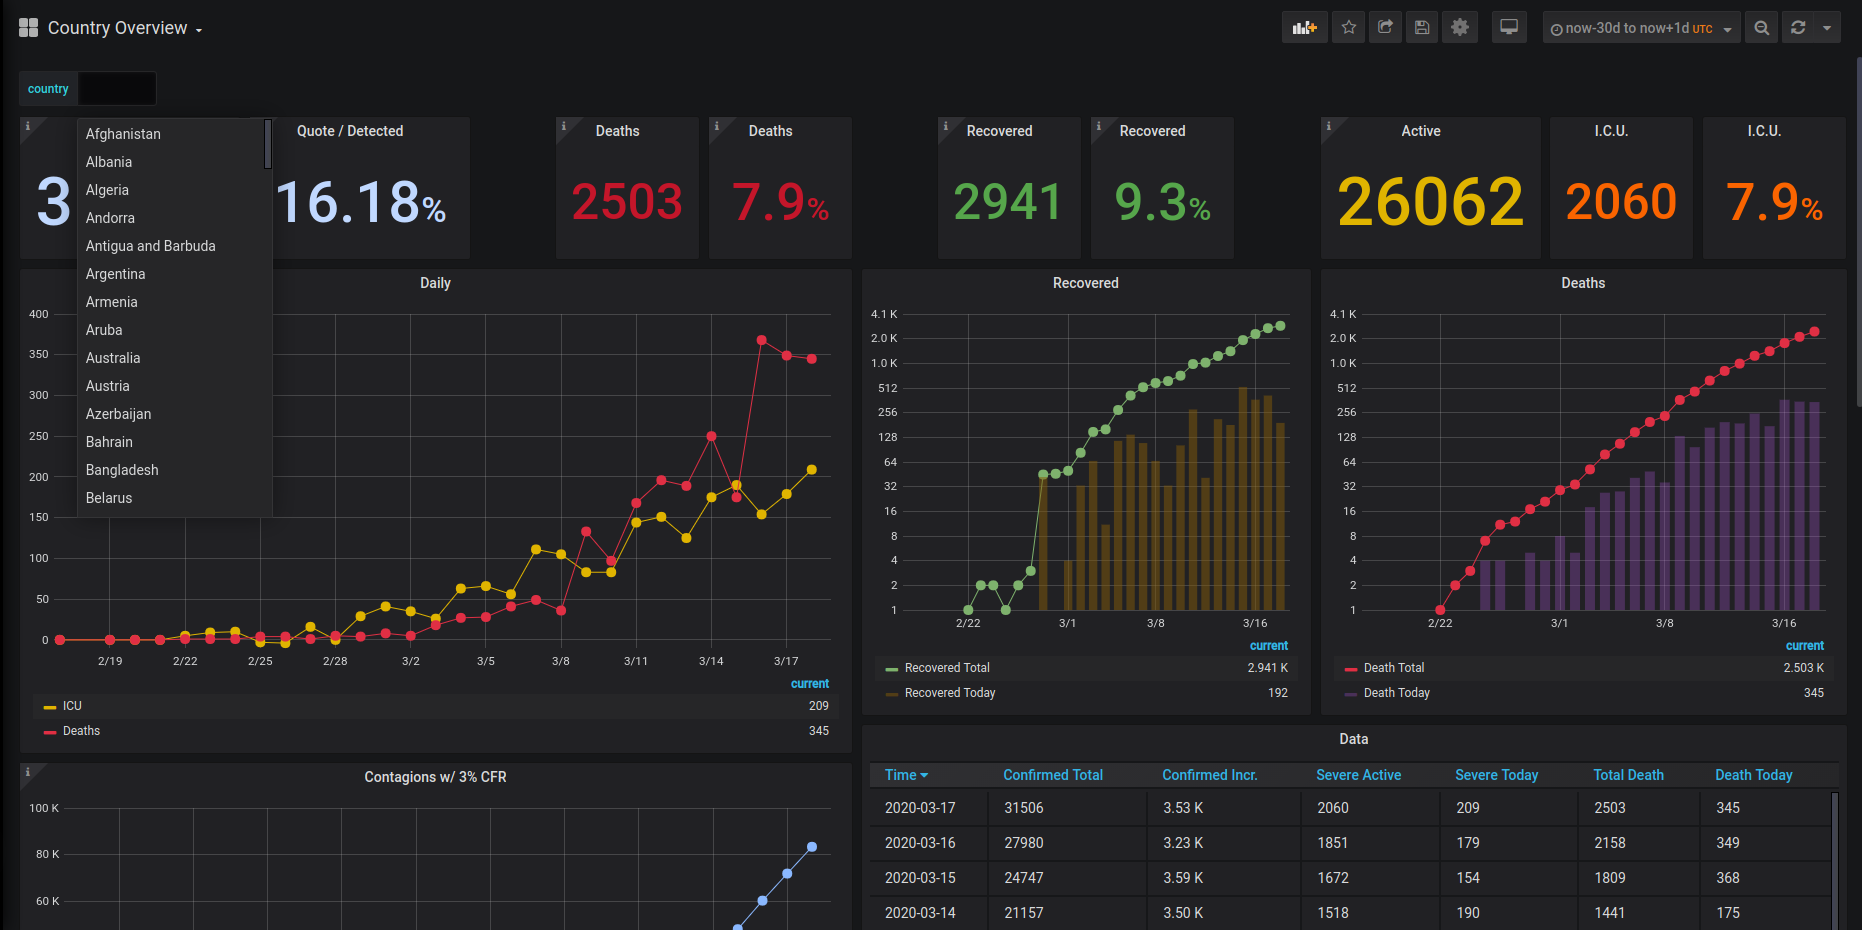 Country Overview
now-30d to now+1d UTC
country
Afghanistan
Albania
Algeria
Andorra
Antigua and Barbuda
Argentina
Armenia
Aruba
Australia
Austria
Azerbaijan
Bahrain
Bangladesh
Belarus
3
Quote / Detected
16.18%
Deaths
2503
Deaths
7.9%
Recovered
2941
Recovered
9.3%
Active
26062
I.C.U.
2060
I.C.U.
7.9%
Daily
400
350
300
250
200
150
100
50
0
2/19 2/22 2/25 2/28 3/2 3/5 3/8 3/11 3/14 3/17
current
ICU 209
Deaths 345
Recovered
4.1 K
2.0 K
1.0 K
512
256
128
64
32
16
8
4
2
1
2/22 3/1 3/8 3/16
current
Recovered Total 2.941 K
Recovered Today 192
Deaths
4.1 K
2.0 K
1.0 K
512
256
128
64
32
16
8
4
2
1
2/22 3/1 3/8 3/16
current
Death Total 2.503 K
Death Today 345
Contagions w/ 3% CFR
100 K
80 K
60 K
Data
Time Confirmed Total Confirmed Incr. Severe Active Severe Today Total Death Death Today
2020-03-17 31506 3.53 K 2060 209 2503 345
2020-03-16 27980 3.23 K 1851 179 2158 349
2020-03-15 24747 3.59 K 1672 154 1809 368
2020-03-14 21157 3.50 K 1518 190 1441 175